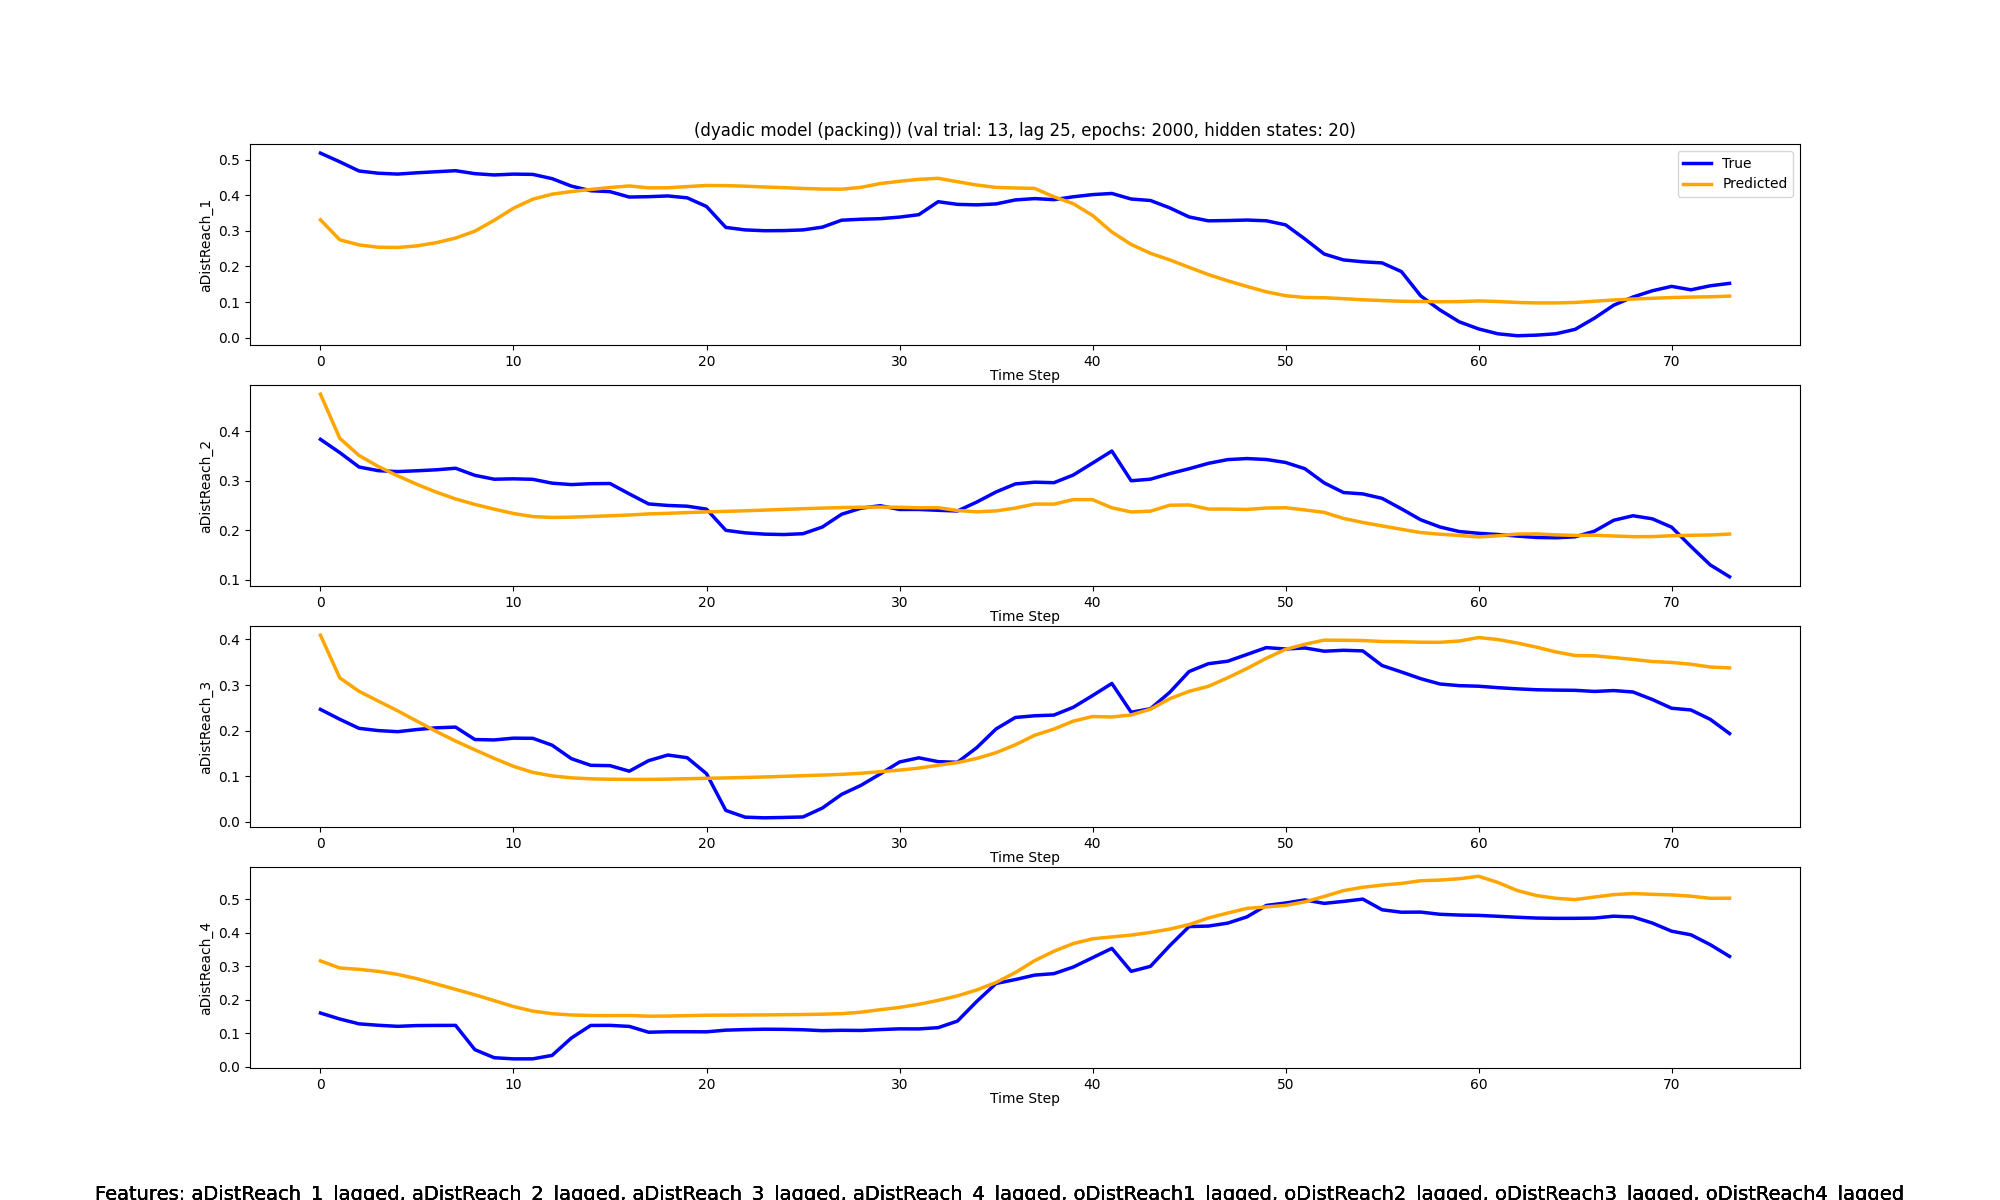 (dyadic model (packing)) (val trial: 13, lag 25, epochs: 2000, hidden states: 20)
True
Predicted
aDistReach_1
0.5
0.4
0.3
0.2
0.1
0.0
0 10 20 30 40 50 60 70
Time Step
aDistReach_2
0.4
0.3
0.2
0.1
0 10 20 30 40 50 60 70
Time Step
aDistReach_3
0.4
0.3
0.2
0.1
0.0
0 10 20 30 40 50 60 70
Time Step
aDistReach_4
0.5
0.4
0.3
0.2
0.1
0.0
0 10 20 30 40 50 60 70
Time Step
Features: aDistReach_1_lagged, aDistReach_2_lagged, aDistReach_3_lagged, aDistReach_4_lagged, oDistReach1_lagged, oDistReach2_lagged, oDistReach3_lagged, oDistReach4_lagged